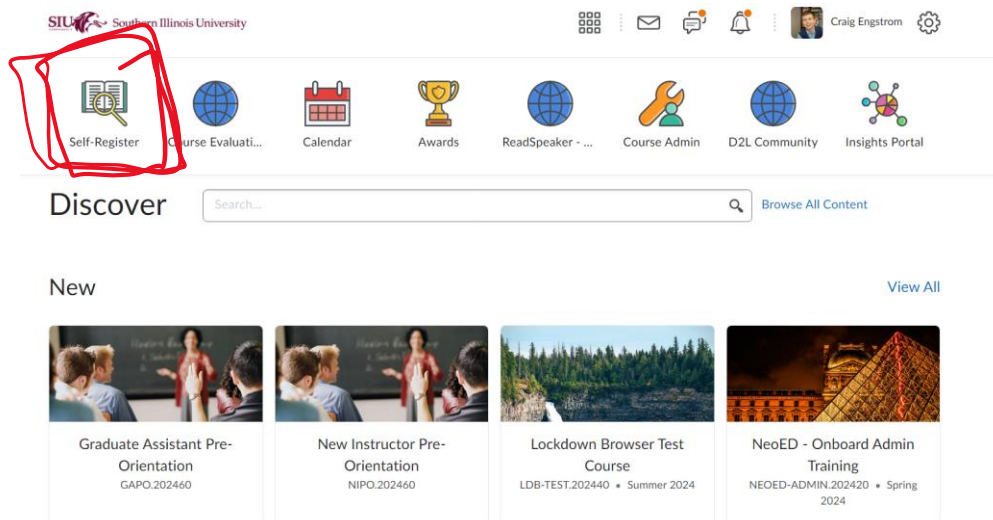 SIU Southern Illinois University
Craig Engstrom
Self-Register
Course Evaluati...
Calendar
Awards
ReadSpeaker - ...
Course Admin
D2L Community
Insights Portal
Discover
Search...
Browse All Content
New
View All
Graduate Assistant Pre-
Orientation
GAPO.202460
New Instructor Pre-
Orientation
NIPO.202460
Lockdown Browser Test
Course
LDB-TEST.202440 • Summer 2024
NeoED - Onboard Admin
Training
NEOED-ADMIN.202420 • Spring
2024